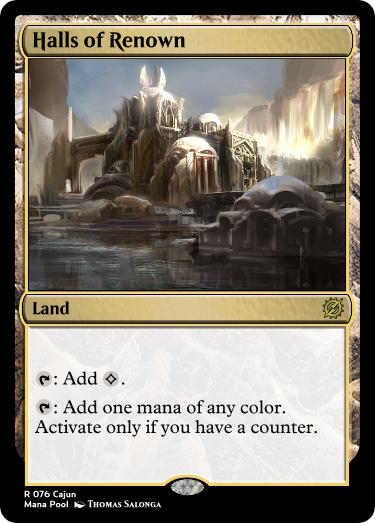 Halls of Renown
Land
: Add .
: Add one mana of any color.
Activate only if you have a counter.
R 076 Cajun
Mana Pool Thomas Salonga